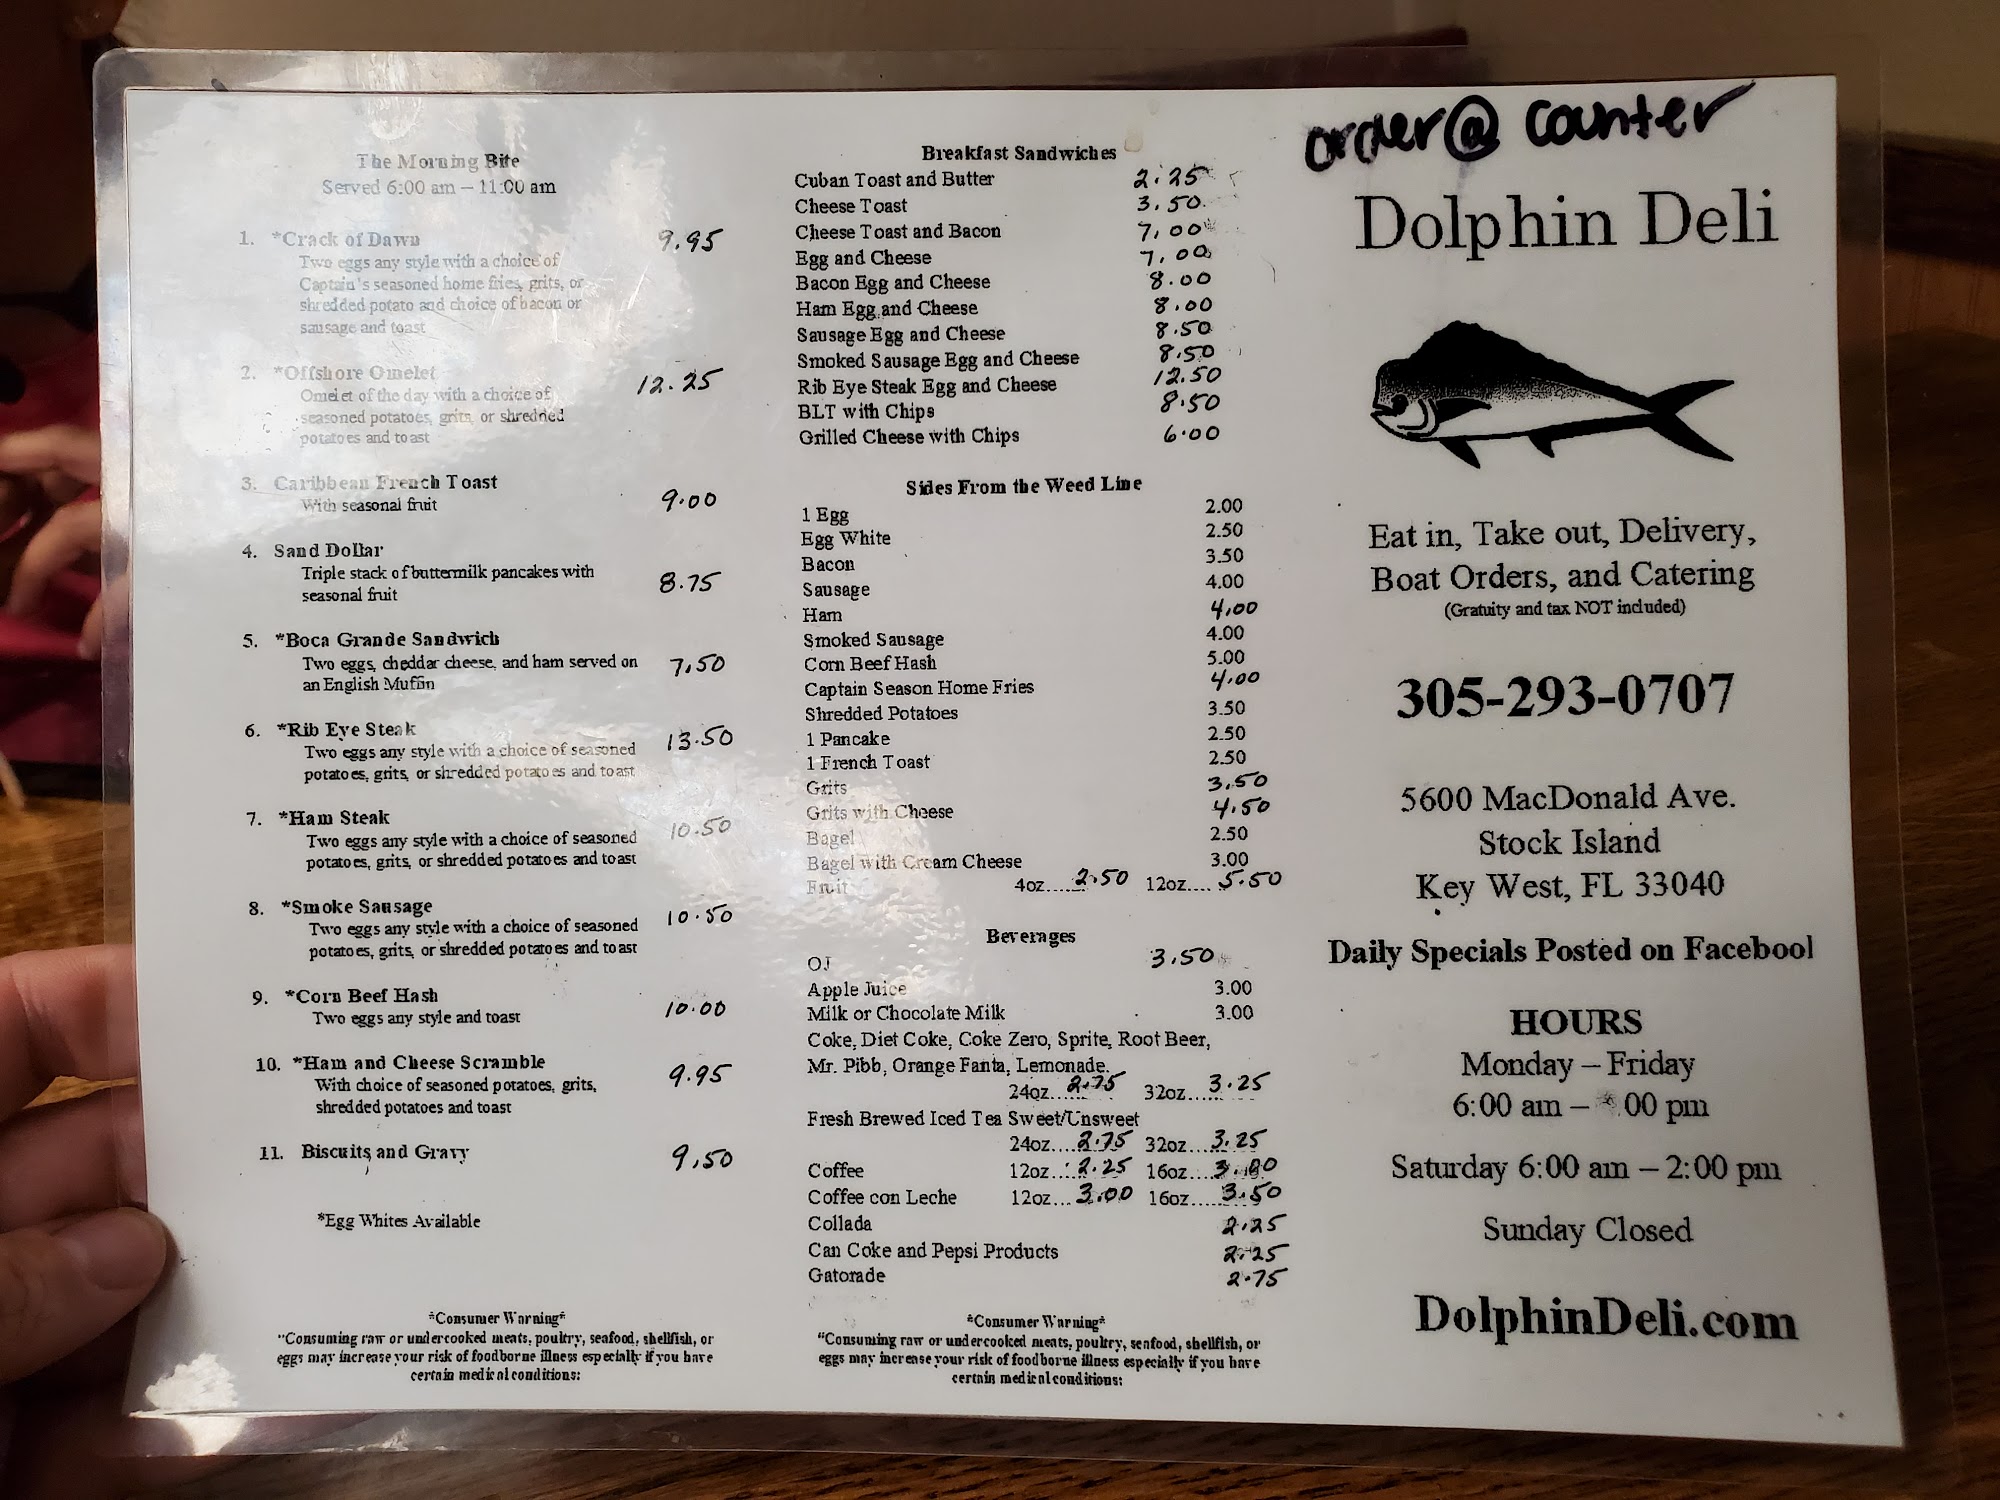 order @ counter
The Morning Bite
Served 6:00 am – 11:00 am
1. *Crack of Dawn 9.95
Two eggs any style with a choice of
Captain's seasoned home fries, grits, or
shredded potato and choice of bacon or
sausage and toast
2. *Offshore Omelet 12.25
Omelet of the day with a choice of
seasoned potatoes, grits, or shredded
potatoes and toast
3. Caribbean French Toast 9.00
With seasonal fruit
4. Sand Dollar
Triple stack of buttermilk pancakes with 8.75
seasonal fruit
5. *Boca Grande Sandwich
Two eggs, cheddar cheese, and ham served on 7.50
an English Muffin
6. *Rib Eye Steak 13.50
Two eggs any style with a choice of seasoned
potatoes, grits, or shredded potatoes and toast
7. *Ham Steak 10.50
Two eggs any style with a choice of seasoned
potatoes, grits, or shredded potatoes and toast
8. *Smoke Sausage 10.50
Two eggs any style with a choice of seasoned
potatoes, grits, or shredded potatoes and toast
9. *Corn Beef Hash 10.00
Two eggs any style and toast
10. *Ham and Cheese Scramble 9.95
With choice of seasoned potatoes, grits,
shredded potatoes and toast
11. Biscuits and Gravy 9.50
*Egg Whites Available
*Consumer Warning*
"Consuming raw or undercooked meats, poultry, seafood, shellfish, or
eggs may increase your risk of foodborne illness especially if you have
certain medical conditions:
Breakfast Sandwiches
Cuban Toast and Butter 2.25
Cheese Toast 3.50
Cheese Toast and Bacon 7.00
Egg and Cheese 7.00
Bacon Egg and Cheese 8.00
Ham Egg and Cheese 8.00
Sausage Egg and Cheese 8.50
Smoked Sausage Egg and Cheese 8.50
Rib Eye Steak Egg and Cheese 12.50
BLT with Chips 8.50
Grilled Cheese with Chips 6.00
Sides From the Weed Line
1 Egg 2.00
Egg White 2.50
Bacon 3.50
Sausage 4.00
Ham 4.00
Smoked Sausage 4.00
Corn Beef Hash 5.00
Captain Season Home Fries 4.00
Shredded Potatoes 3.50
1 Pancake 2.50
1 French Toast 2.50
Grits 3.50
Grits with Cheese 4.50
Bagel 2.50
Bagel with Cream Cheese 3.00
Fruit 4oz.....2.50 12oz.... 5.50
Beverages
OJ 3.50
Apple Juice 3.00
Milk or Chocolate Milk 3.00
Coke, Diet Coke, Coke Zero, Sprite, Root Beer,
Mr. Pibb, Orange Fanta, Lemonade.
24oz....2.75 32oz...... 3.25
Fresh Brewed Iced Tea Sweet/Unsweet
24oz....2.75 32oz....3.25
Coffee 12oz....2.25 16oz....3.00
Coffee con Leche 12oz....3.00 16oz....3.50
Collada 2.25
Can Coke and Pepsi Products 2.25
Gatorade 2.75
*Consumer Warning*
"Consuming raw or undercooked meats, poultry, seafood, shellfish, or
eggs may increase your risk of foodborne illness especially if you have
certain medical conditions:
Dolphin Deli
Eat in, Take out, Delivery,
Boat Orders, and Catering
(Gratuity and tax NOT included)
305-293-0707
5600 MacDonald Ave.
Stock Island
Key West, FL 33040
Daily Specials Posted on Facebool
HOURS
Monday – Friday
6:00 am – 00 pm
Saturday 6:00 am – 2:00 pm
Sunday Closed
DolphinDeli.com